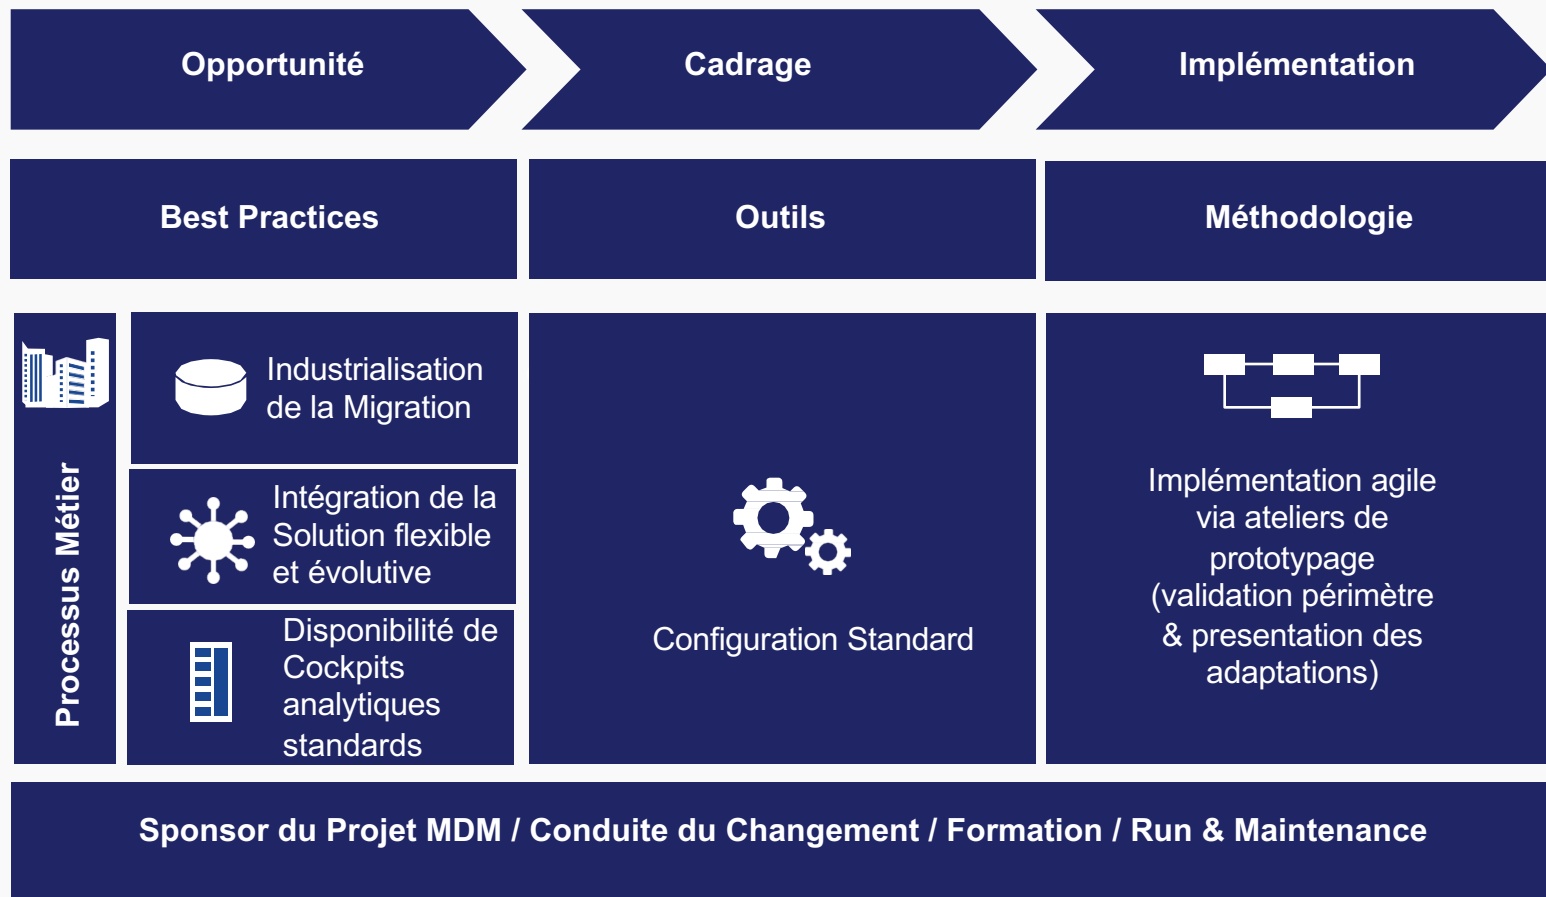 Opportunité
Cadrage
Implémentation
Best Practices
Outils
Méthodologie
Processus Métier
Industrialisation
de la Migration
Intégration de la
Solution flexible
et évolutive
Disponibilité de
Cockpits
analytiques
standards
Configuration Standard
Implémentation agile
via ateliers de
prototypage
(validation périmètre
& presentation des
adaptations)
Sponsor du Projet MDM / Conduite du Changement / Formation / Run & Maintenance